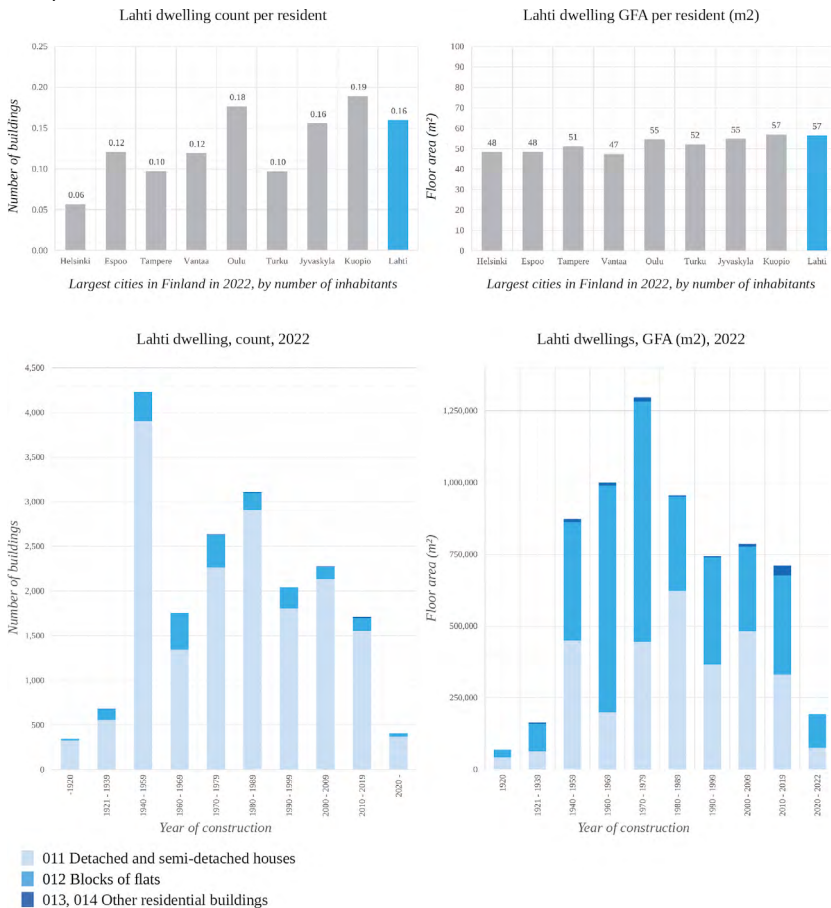 Lahti dwelling count per resident
Number of buildings
0.25
0.20
0.15
0.10
0.05
0.00
0.06
0.12
0.10
0.12
0.18
0.10
0.16
0.19
0.16
Helsinki Espoo Tampere Vantaa Oulu Turku Jyvaskyla Kuopio Lahti
Largest cities in Finland in 2022, by number of inhabitants
Lahti dwelling GFA per resident (m2)
Floor area (m²)
100
90
80
70
60
50
40
30
20
10
0
48
48
51
47
55
52
55
57
57
Helsinki Espoo Tampere Vantaa Oulu Turku Jyvaskyla Kuopio Lahti
Largest cities in Finland in 2022, by number of inhabitants
Lahti dwelling, count, 2022
Number of buildings
4,500
4,000
3,500
3,000
2,500
2,000
1,500
1,000
500
0
-1920
1921 - 1939
1940 - 1959
1960 - 1969
1970 - 1979
1980 - 1989
1990 - 1999
2000 - 2009
2010 - 2019
2020 -
Year of construction
Lahti dwellings, GFA (m2), 2022
Floor area (m²)
1,250,000
1,000,000
750,000
500,000
250,000
0
1920
1921 - 1939
1940 - 1959
1960 - 1969
1970 - 1979
1980 - 1989
1990 - 1999
2000 - 2009
2010 - 2019
2020 - 2022
Year of construction
011 Detached and semi-detached houses
012 Blocks of flats
013, 014 Other residential buildings